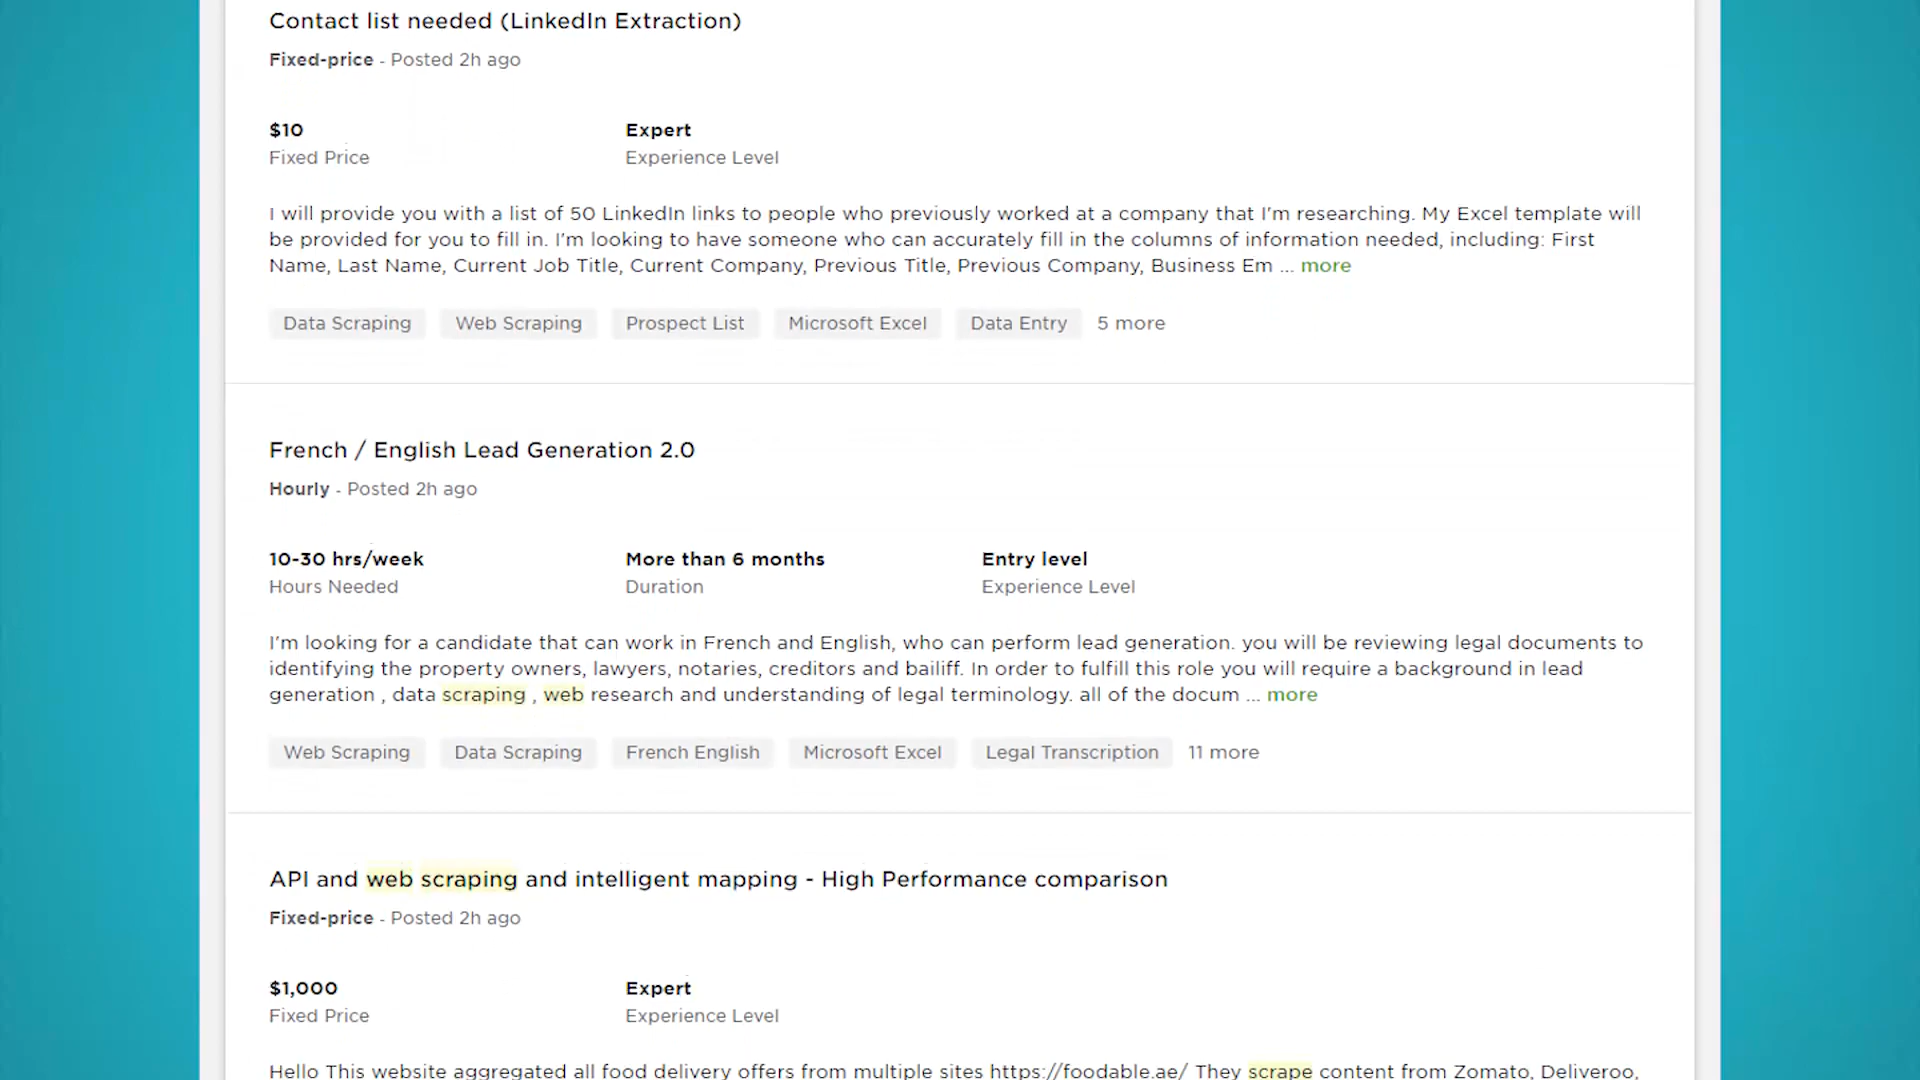 Contact list needed (LinkedIn Extraction)
Fixed-price - Posted 2h ago
$10
Expert
Fixed Price
Experience Level
I will provide you with a list of 50 LinkedIn links to people who previously worked at a company that I'm researching. My Excel template will
be provided for you to fill in. I'm looking to have someone who can accurately fill in the columns of information needed, including: First
Name, Last Name, Current Job Title, Current Company, Previous Title, Previous Company, Business Em ... more
Data Scraping Web Scraping Prospect List Microsoft Excel Data Entry 5 more
French / English Lead Generation 2.0
Hourly - Posted 2h ago
10-30 hrs/week
More than 6 months
Entry level
Hours Needed
Duration
Experience Level
I'm looking for a candidate that can work in French and English, who can perform lead generation. you will be reviewing legal documents to
identifying the property owners, lawyers, notaries, creditors and bailiff. In order to fulfill this role you will require a background in lead
generation , data scraping , web research and understanding of legal terminology. all of the docum ... more
Web Scraping Data Scraping French English Microsoft Excel Legal Transcription 11 more
API and web scraping and intelligent mapping - High Performance comparison
Fixed-price - Posted 2h ago
$1,000
Expert
Fixed Price
Experience Level
Hello This website aggregated all food delivery offers from multiple sites https://foodable.ae/ They scrape content from Zomato, Deliveroo,